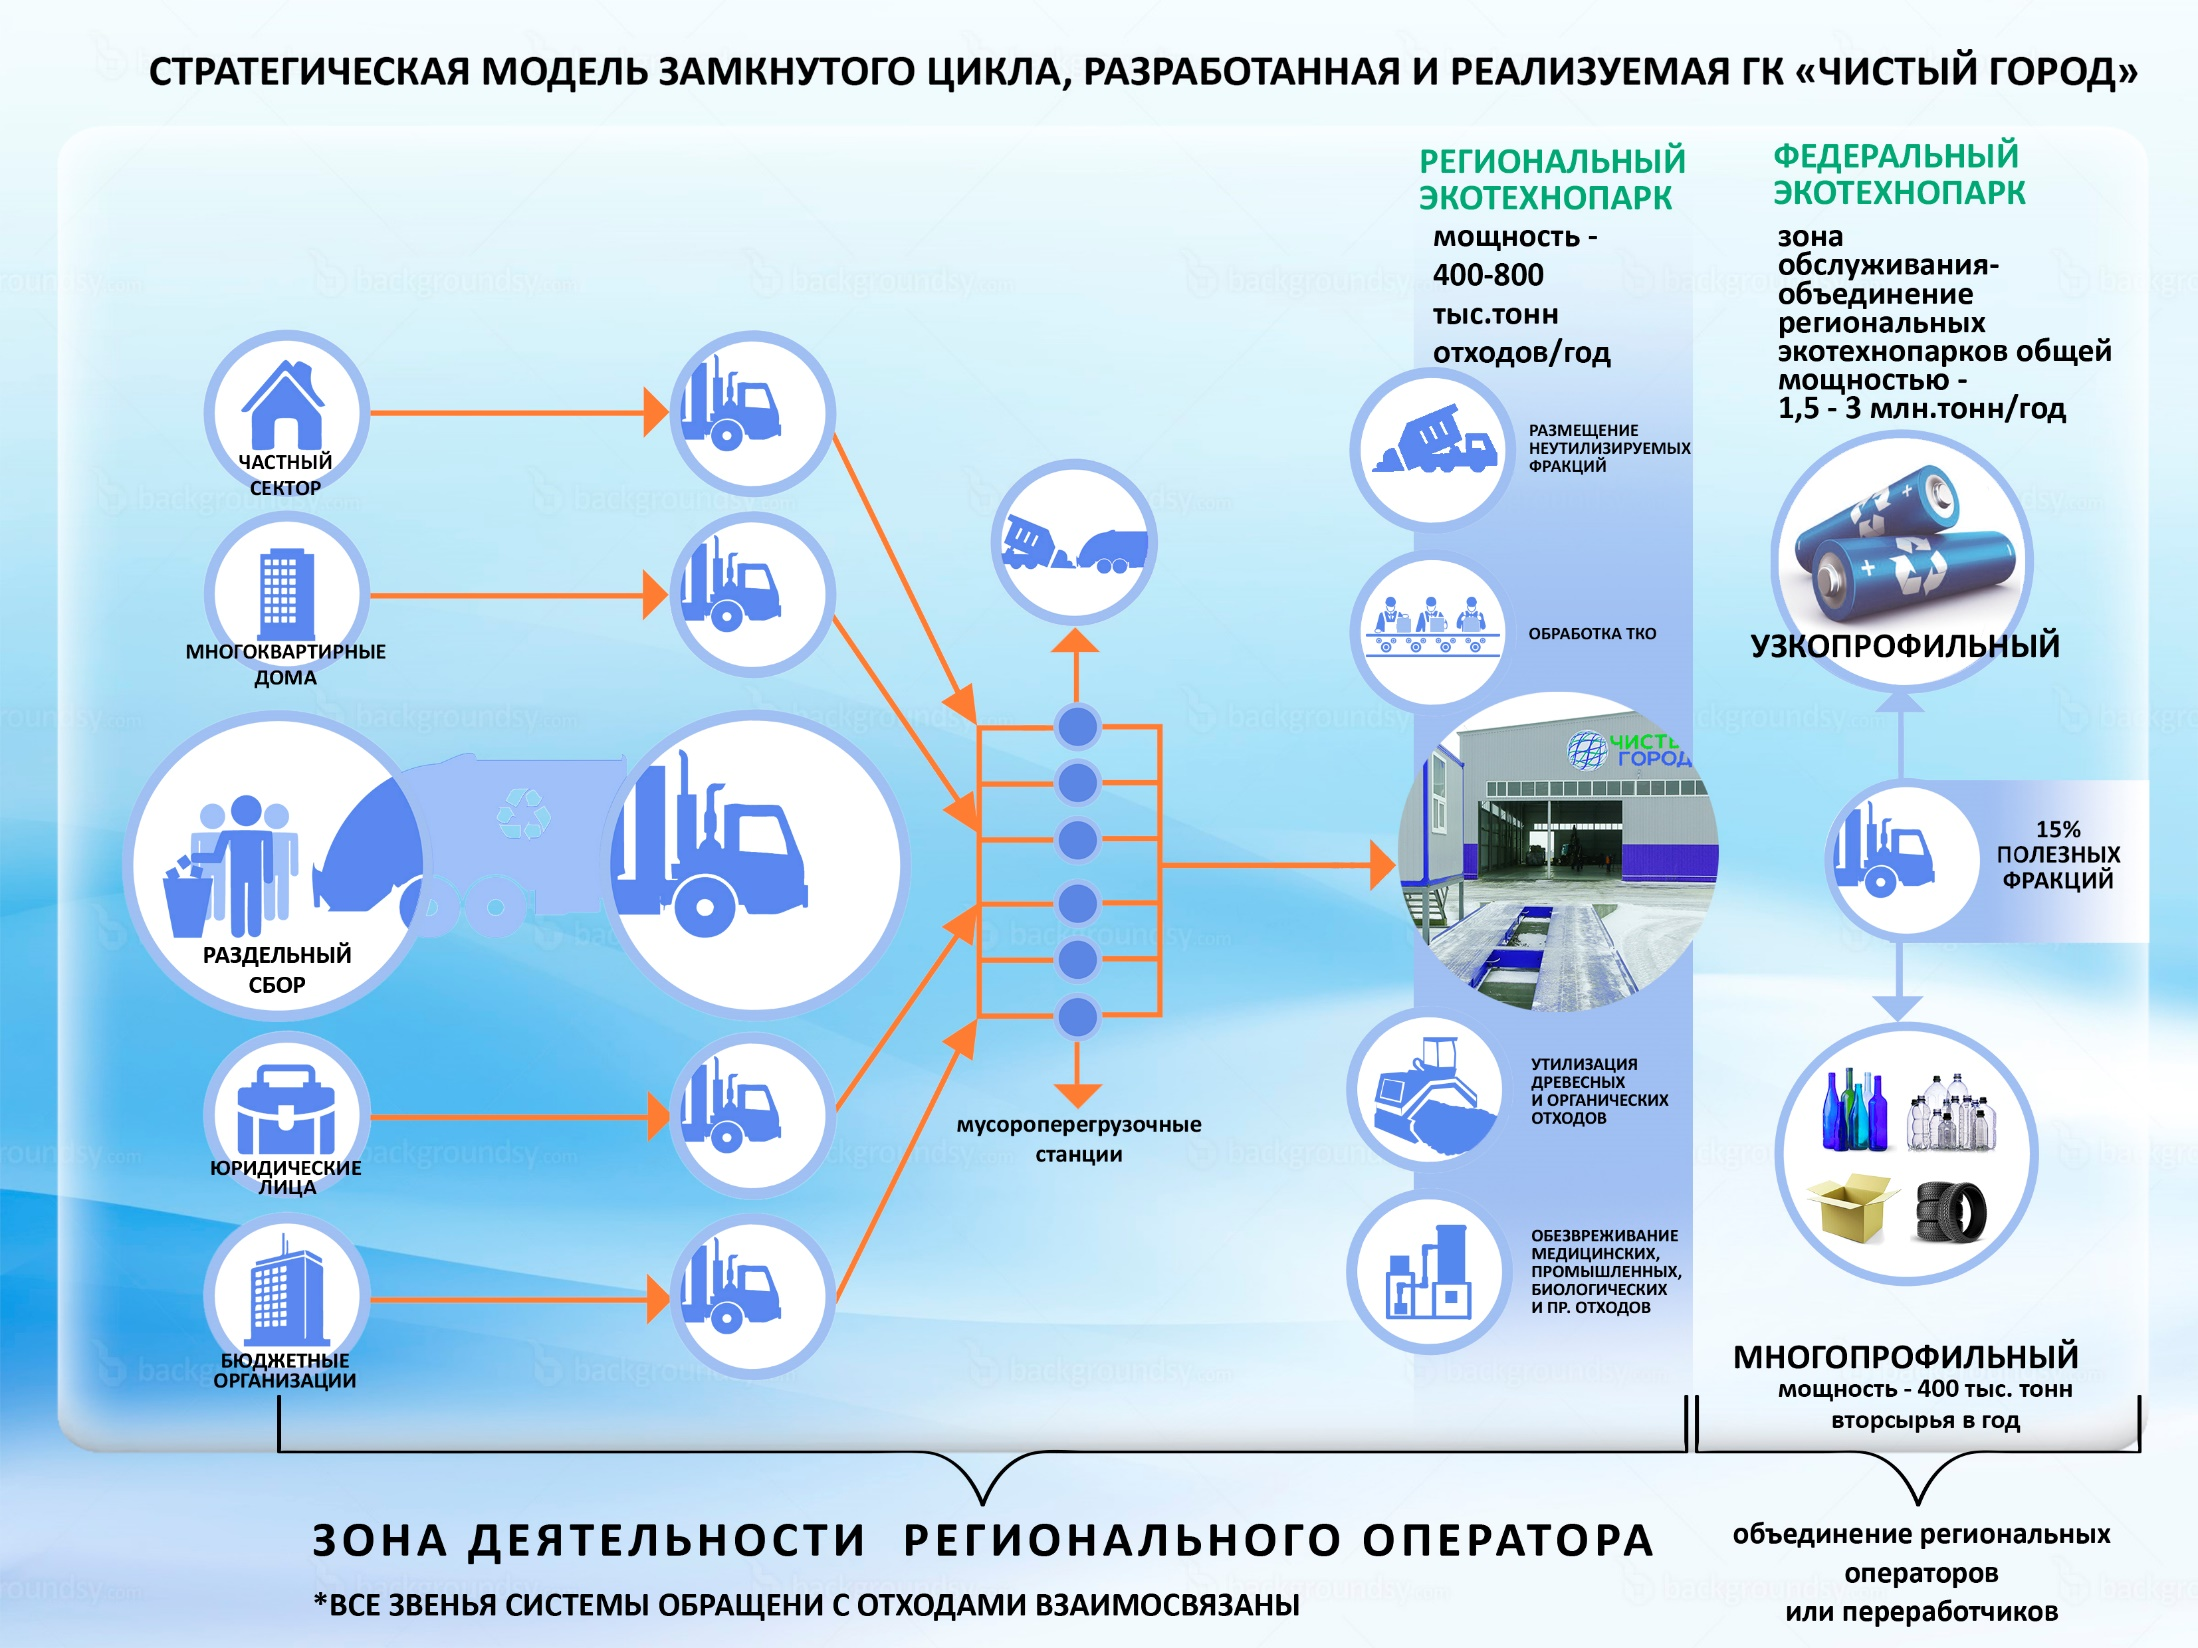 СТРАТЕГИЧЕСКАЯ МОДЕЛЬ ЗАМКНУТОГО ЦИКЛА, РАЗРАБОТАННАЯ И РЕАЛИЗУЕМАЯ ГК «ЧИСТЫЙ ГОРОД»
ЧАСТНЫЙ
СЕКТОР
МНОГОКВАРТИРНЫЕ
ДОМА
РАЗДЕЛЬНЫЙ
СБОР
ЮРИДИЧЕСКИЕ
ЛИЦА
БЮДЖЕТНЫЕ
ОРГАНИЗАЦИИ
мусороперегрузочные
станции
РЕГИОНАЛЬНЫЙ
ЭКОТЕХНОПАРК
мощность -
400-800
тыс.тонн
отходов/год
РАЗМЕЩЕНИЕ
НЕУТИЛИЗИРУЕМЫХ
ФРАКЦИЙ
ОБРАБОТКА ТКО
ЧИСТЬ
ГОРОД
УТИЛИЗАЦИЯ
ДРЕВЕСНЫХ
И ОРГАНИЧЕСКИХ
ОТХОДОВ
ОБЕЗВРЕЖИВАНИЕ
МЕДИЦИНСКИХ,
ПРОМЫШЛЕННЫХ,
БИОЛОГИЧЕСКИХ
И ПР. ОТХОДОВ
ФЕДЕРАЛЬНЫЙ
ЭКОТЕХНОПАРК
зона
обслуживания-
объединение
региональных
экотехнопарков общей
мощностью -
1,5 - 3 млн.тонн/год
УЗКОПРОФИЛЬНЫЙ
15%
ПОЛЕЗНЫХ
ФРАКЦИЙ
МНОГОПРОФИЛЬНЫЙ
мощность - 400 тыс. тонн
вторсырья в год
ЗОНА ДЕЯТЕЛЬНОСТИ РЕГИОНАЛЬНОГО ОПЕРАТОРА
*ВСЕ ЗВЕНЬЯ СИСТЕМЫ ОБРАЩЕНИ С ОТХОДАМИ ВЗАИМОСВЯЗАНЫ
объединение региональных
операторов
или переработчиков
backgroundsy.com